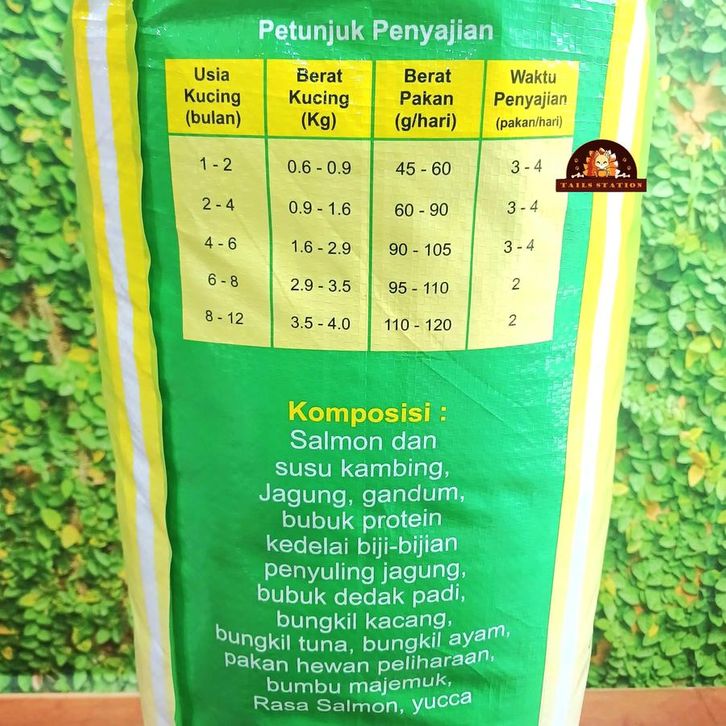 Petunjuk Penyajian
Usia Kucing (bulan) Berat Kucing (Kg) Berat Pakan (g/hari) Waktu Penyajian (pakan/hari)
1 - 2 0.6 - 0.9 45 - 60 3 - 4
2 - 4 0.9 - 1.6 60 - 90 3 - 4
4 - 6 1.6 - 2.9 90 - 105 3 - 4
6 - 8 2.9 - 3.5 95 - 110 2
8 - 12 3.5 - 4.0 110 - 120 2
TAILS STATION
Komposisi :
Salmon dan
susu kambing,
Jagung, gandum,
bubuk protein
kedelai biji-bijian
penyuling jagung,
bubuk dedak padi,
bungkil kacang,
bungkil tuna, bungkil ayam,
pakan hewan peliharaan,
bumbu majemuk,
Rasa Salmon, yucca